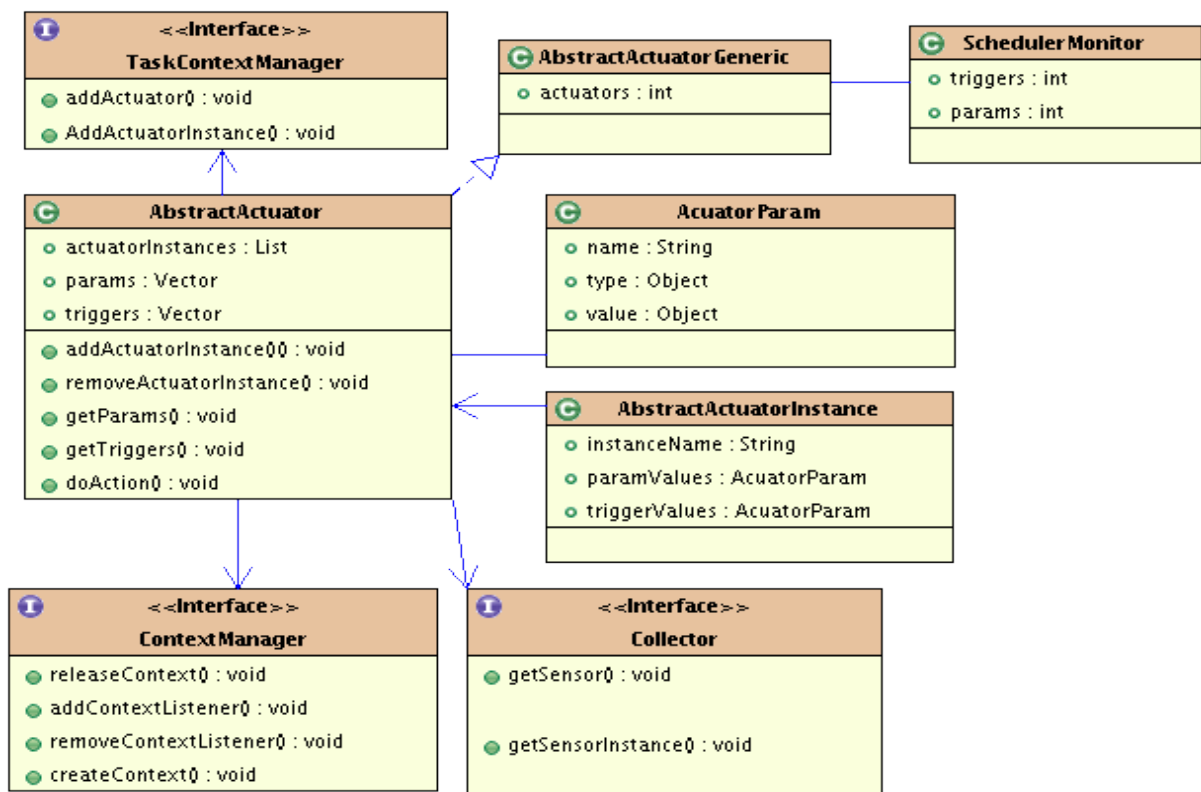 I
<<Interface>>
TaskContextManager
addActuator() : void
AddActuatorInstance() : void
C AbstractActuatorGeneric
actuators : int
C SchedulerMonitor
triggers : int
params : int
C AbstractActuator
actuatorInstances : List
params : Vector
triggers : Vector
addActuatorInstance()() : void
removeActuatorInstance() : void
getParams() : void
getTriggers() : void
doAction() : void
C AcuatorParam
name : String
type : Object
value : Object
C AbstractActuatorInstance
instanceName : String
paramValues : AcuatorParam
triggerValues : AcuatorParam
I
<<Interface>>
ContextManager
releaseContext() : void
addContextListener() : void
removeContextListener() : void
createContext() : void
I
<<Interface>>
Collector
getSensor() : void
getSensorInstance() : void